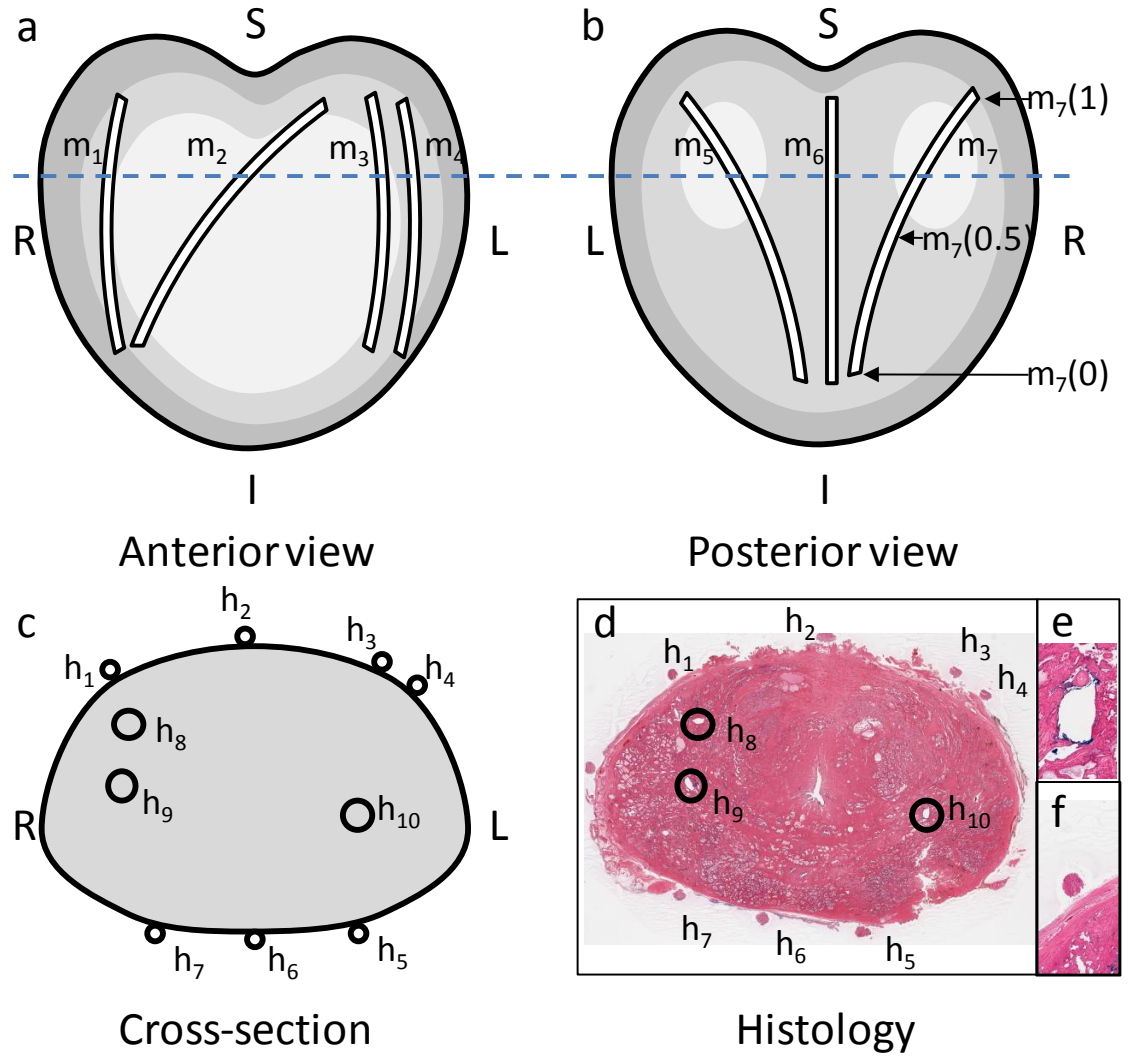 a
S
m₁
m₂
m₃
m₄
R
L
I
Anterior view
b
S
m₅
m₆
m₇
m₇(1)
m₇(0.5)
m₇(0)
L
R
I
Posterior view
c
h₂
h₁
h₃
h₄
h₈
h₉
h₁₀
R
L
h₇
h₆
h₅
Cross-section
d
h₂
h₁
h₃
h₄
h₈
h₉
h₁₀
h₇
h₆
h₅
e
f
Histology